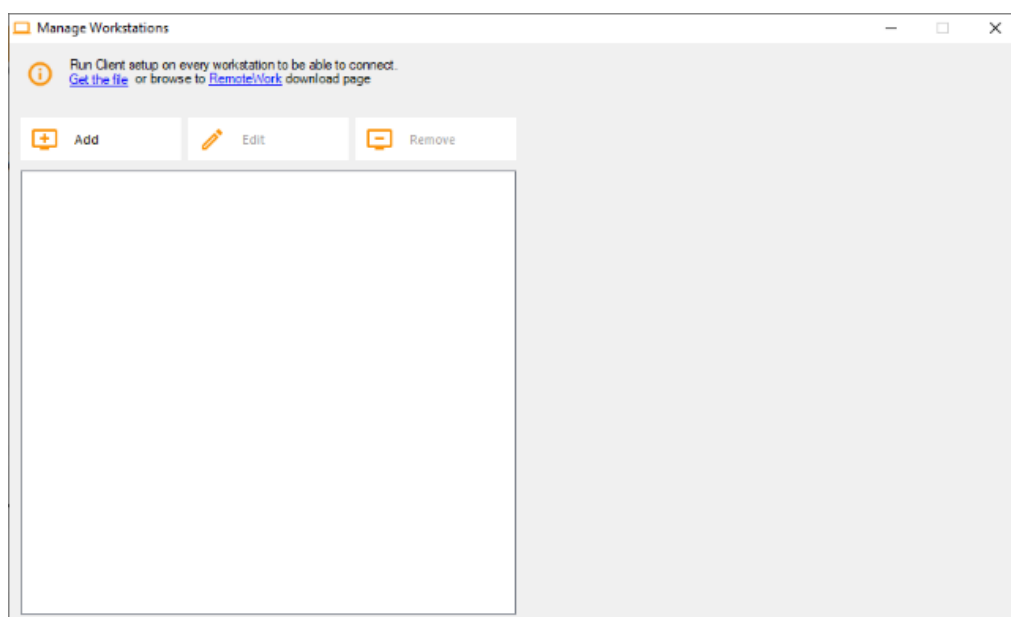 Manage Workstations
Run Client setup on every workstation to be able to connect.
Get the file or browse to RemoteWork download page
Add
Edit
Remove